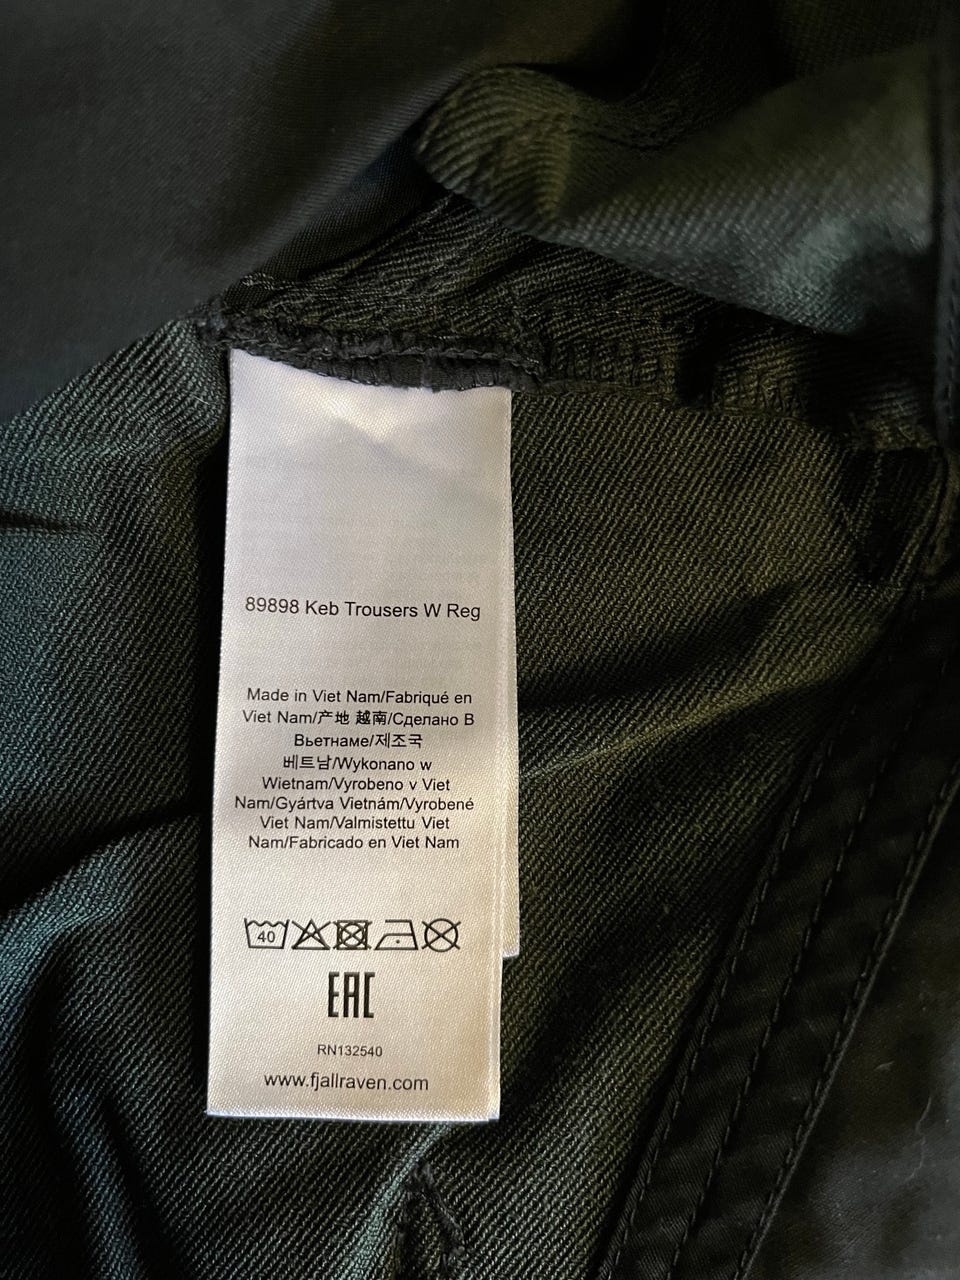 89898 Keb Trousers W Reg
Made in Viet Nam/Fabriqué en
Viet Nam/产地 越南/Сделано В
Вьетнаме/제조국
베트남/Wykonano w
Wietnam/Vyrobeno v Viet
Nam/Gyártva Vietnám/Vyrobené
Viet Nam/Valmistettu Viet
Nam/Fabricado en Viet Nam
40
EAC
RN132540
www.fjallraven.com